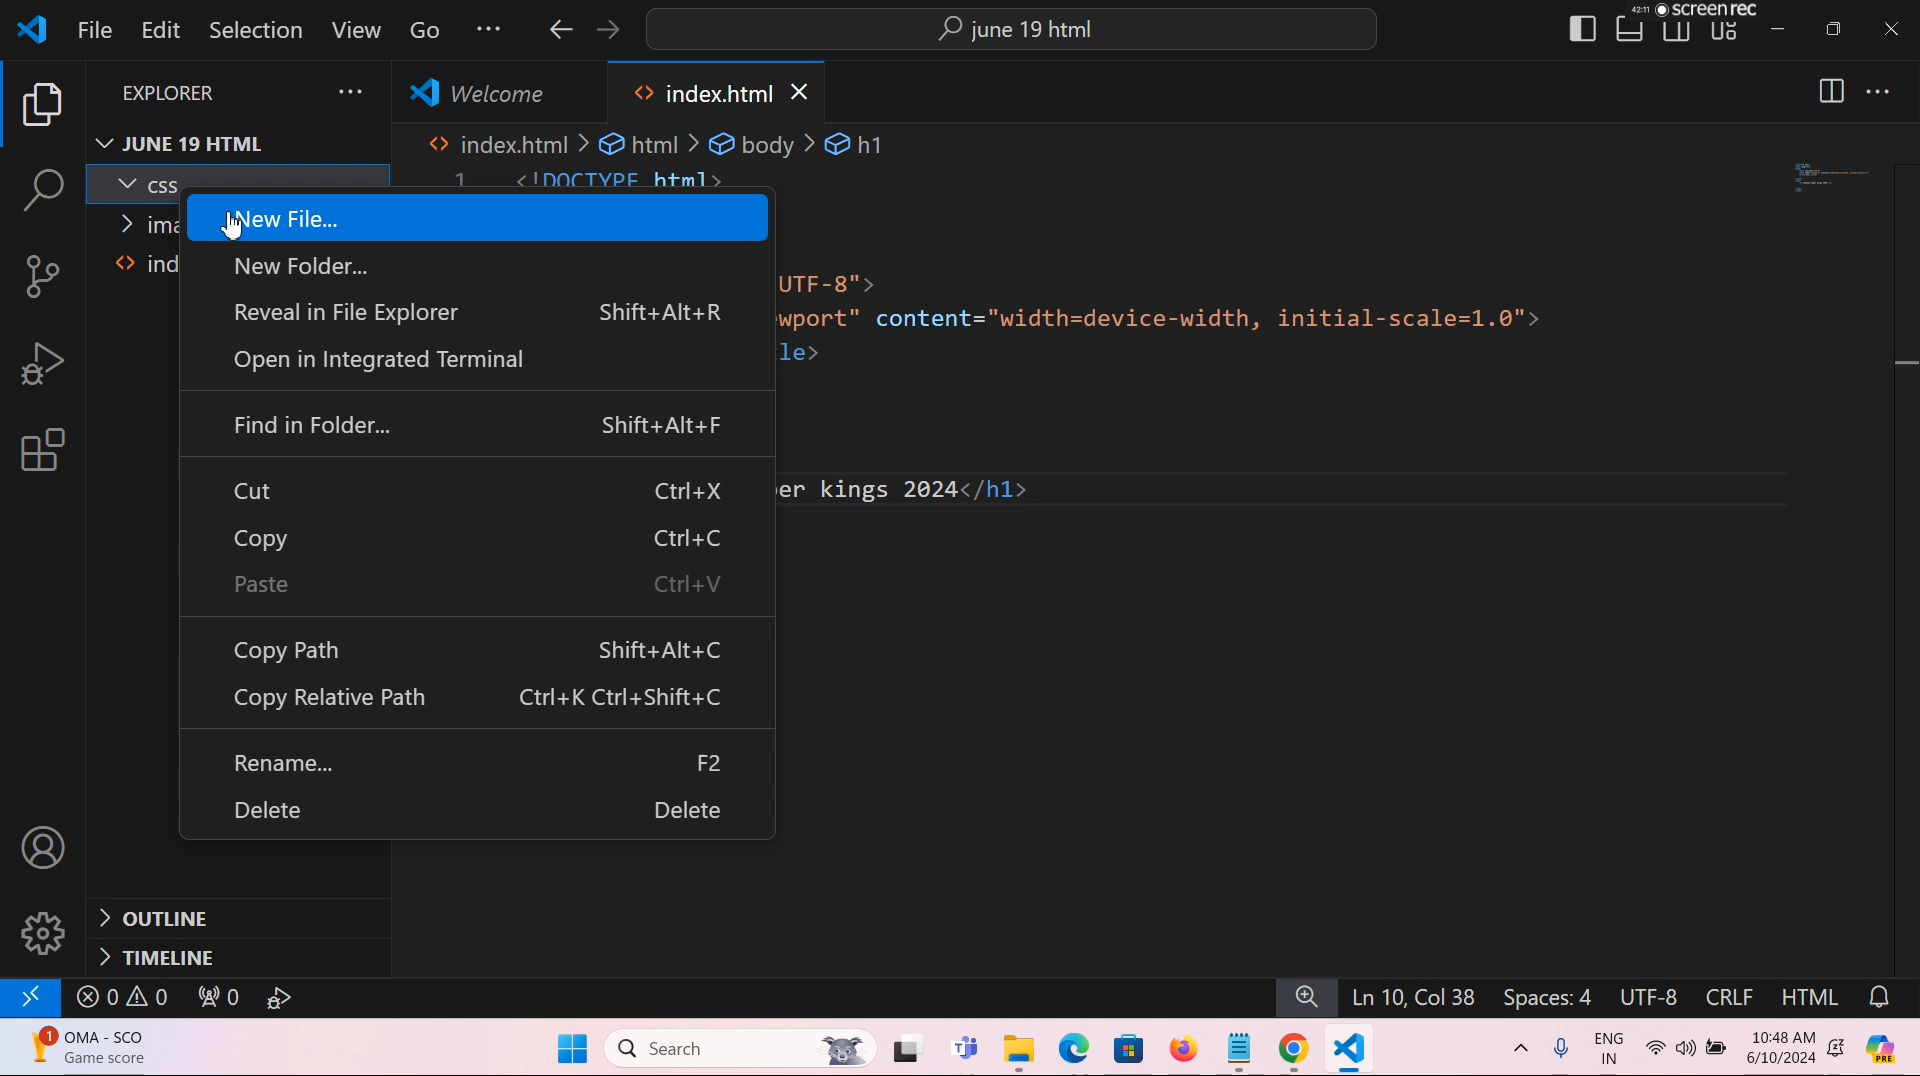 42:11 screenrec
File Edit Selection View Go ··· june 19 html
EXPLORER ···
Welcome
index.html
JUNE 19 HTML
index.html > html > body > h1
css
1 <!DOCTYPE html>
New File...
New Folder...
UTF-8">
Reveal in File Explorer Shift+Alt+R
wport" content="width=device-width, initial-scale=1.0">
Open in Integrated Terminal
le>
Find in Folder... Shift+Alt+F
Cut Ctrl+X
er kings 2024</h1>
Copy Ctrl+C
Paste Ctrl+V
Copy Path Shift+Alt+C
Copy Relative Path Ctrl+K Ctrl+Shift+C
Rename... F2
Delete Delete
OUTLINE
TIMELINE
0 0 0 Ln 10, Col 38 Spaces: 4 UTF-8 CRLF HTML
1 OMA - SCO
Game score
Search
ENG
IN
10:48 AM
6/10/2024
PRE